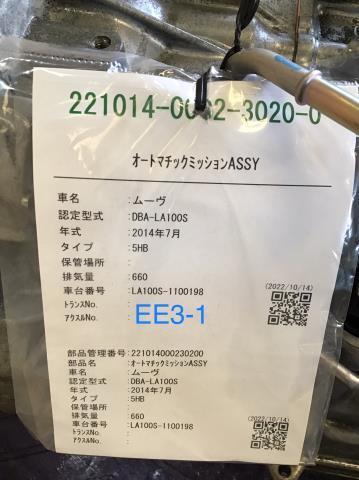 221014-00 2-3020-0
オートマチックミッションASSY
車名 :ムーヴ
認定型式 :DBA-LA100S
年式 :2014年7月
タイプ :5HB
保管場所 :
排気量 :660
車台番号 :LA100S-1100198
(2022/10/14)
トランスNo. :
アクスルNo. : EE3-1
部品管理番号:221014000230200
部品名 :オートマチックミッションASSY
車名 :ムーヴ
認定型式 :DBA-LA100S
年式 :2014年7月
タイプ :5HB
保管場所 :
排気量 :660
車台番号 :LA100S-1100198
(2022/10/14)
トランスNo. :
アクスルNo. :